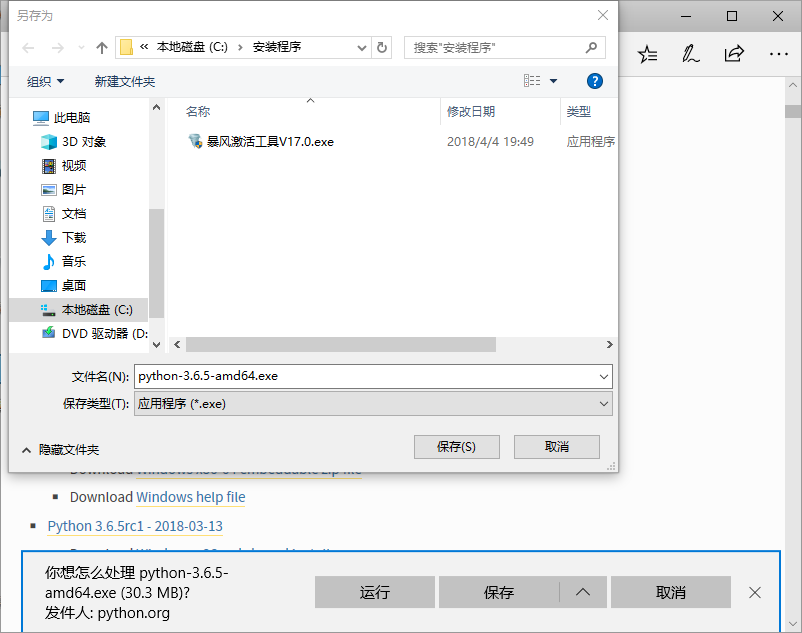 另存为
« 本地磁盘 (C:) › 安装程序
搜索"安装程序"
组织
新建文件夹
?
名称
修改日期
类型
此电脑
3D 对象
视频
图片
文档
下载
音乐
桌面
本地磁盘 (C:)
DVD 驱动器 (D:
暴风激活工具V17.0.exe
2018/4/4 19:49
应用程序
文件名(N): python-3.6.5-amd64.exe
保存类型(T): 应用程序 (*.exe)
隐藏文件夹
保存(S)
取消
Download Windows x86-64 embeddable zip file
Download Windows help file
Python 3.6.5rc1 - 2018-03-13
你想怎么处理 python-3.6.5-
amd64.exe (30.3 MB)?
发件人: python.org
运行
保存
取消